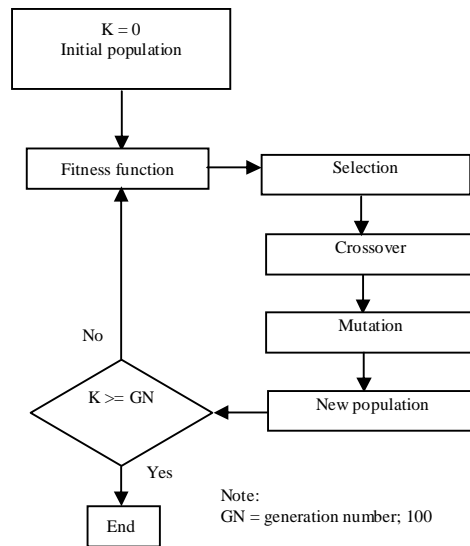 K = 0
Initial population
Fitness function
Selection
Crossover
Mutation
New population
K >= GN
No
Yes
End
Note:
GN = generation number; 100